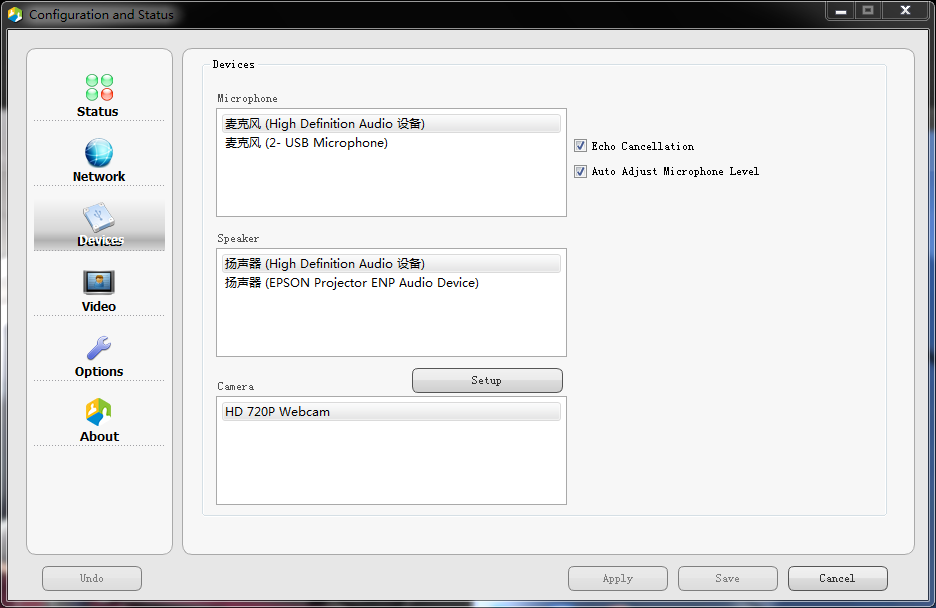 Configuration and Status
Status
Network
Devices
Video
Options
About
Devices
Microphone
麦克风 (High Definition Audio 设备)
麦克风 (2- USB Microphone)
Echo Cancellation
Auto Adjust Microphone Level
Speaker
扬声器 (High Definition Audio 设备)
扬声器 (EPSON Projector ENP Audio Device)
Setup
Camera
HD 720P Webcam
Undo
Apply
Save
Cancel